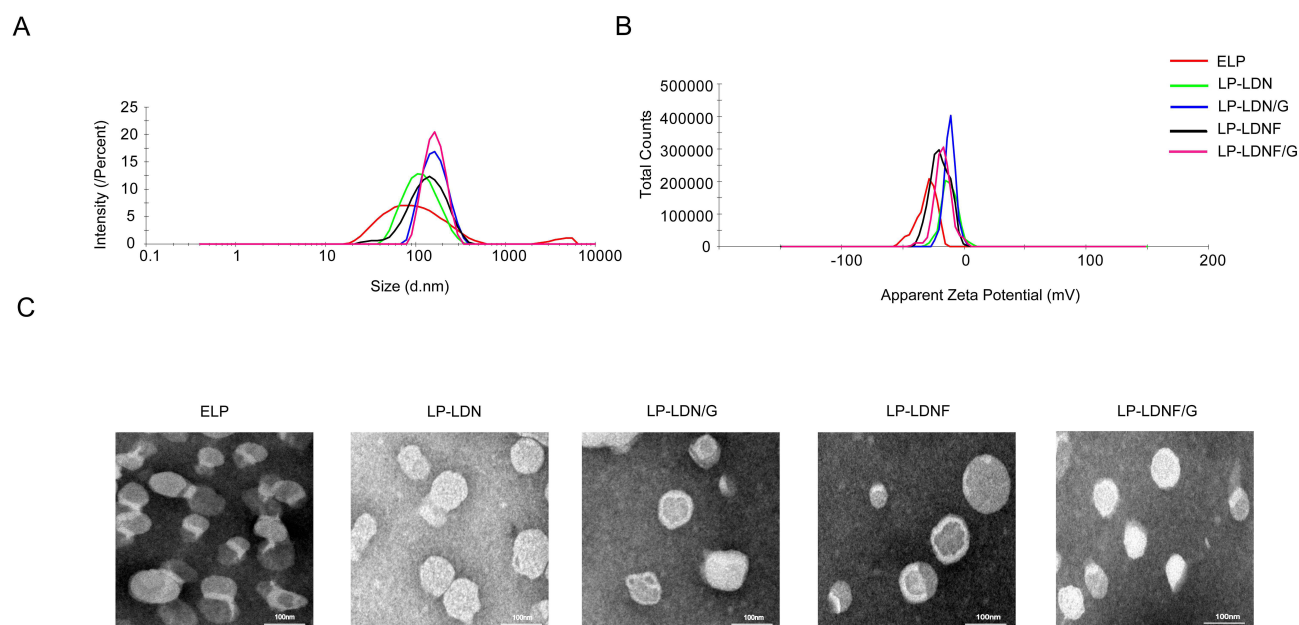 A
B
25
20
15
10
5
0
Intensity (/Percent)
0.1
1
10
100
1000
10000
Size (d.nm)
500000
400000
300000
200000
100000
0
Total Counts
-100
0
100
200
Apparent Zeta Potential (mV)
ELP
LP-LDN
LP-LDN/G
LP-LDNF
LP-LDNF/G
C
ELP
LP-LDN
LP-LDN/G
LP-LDNF
LP-LDNF/G
100nm
100nm
100nm
100nm
100nm